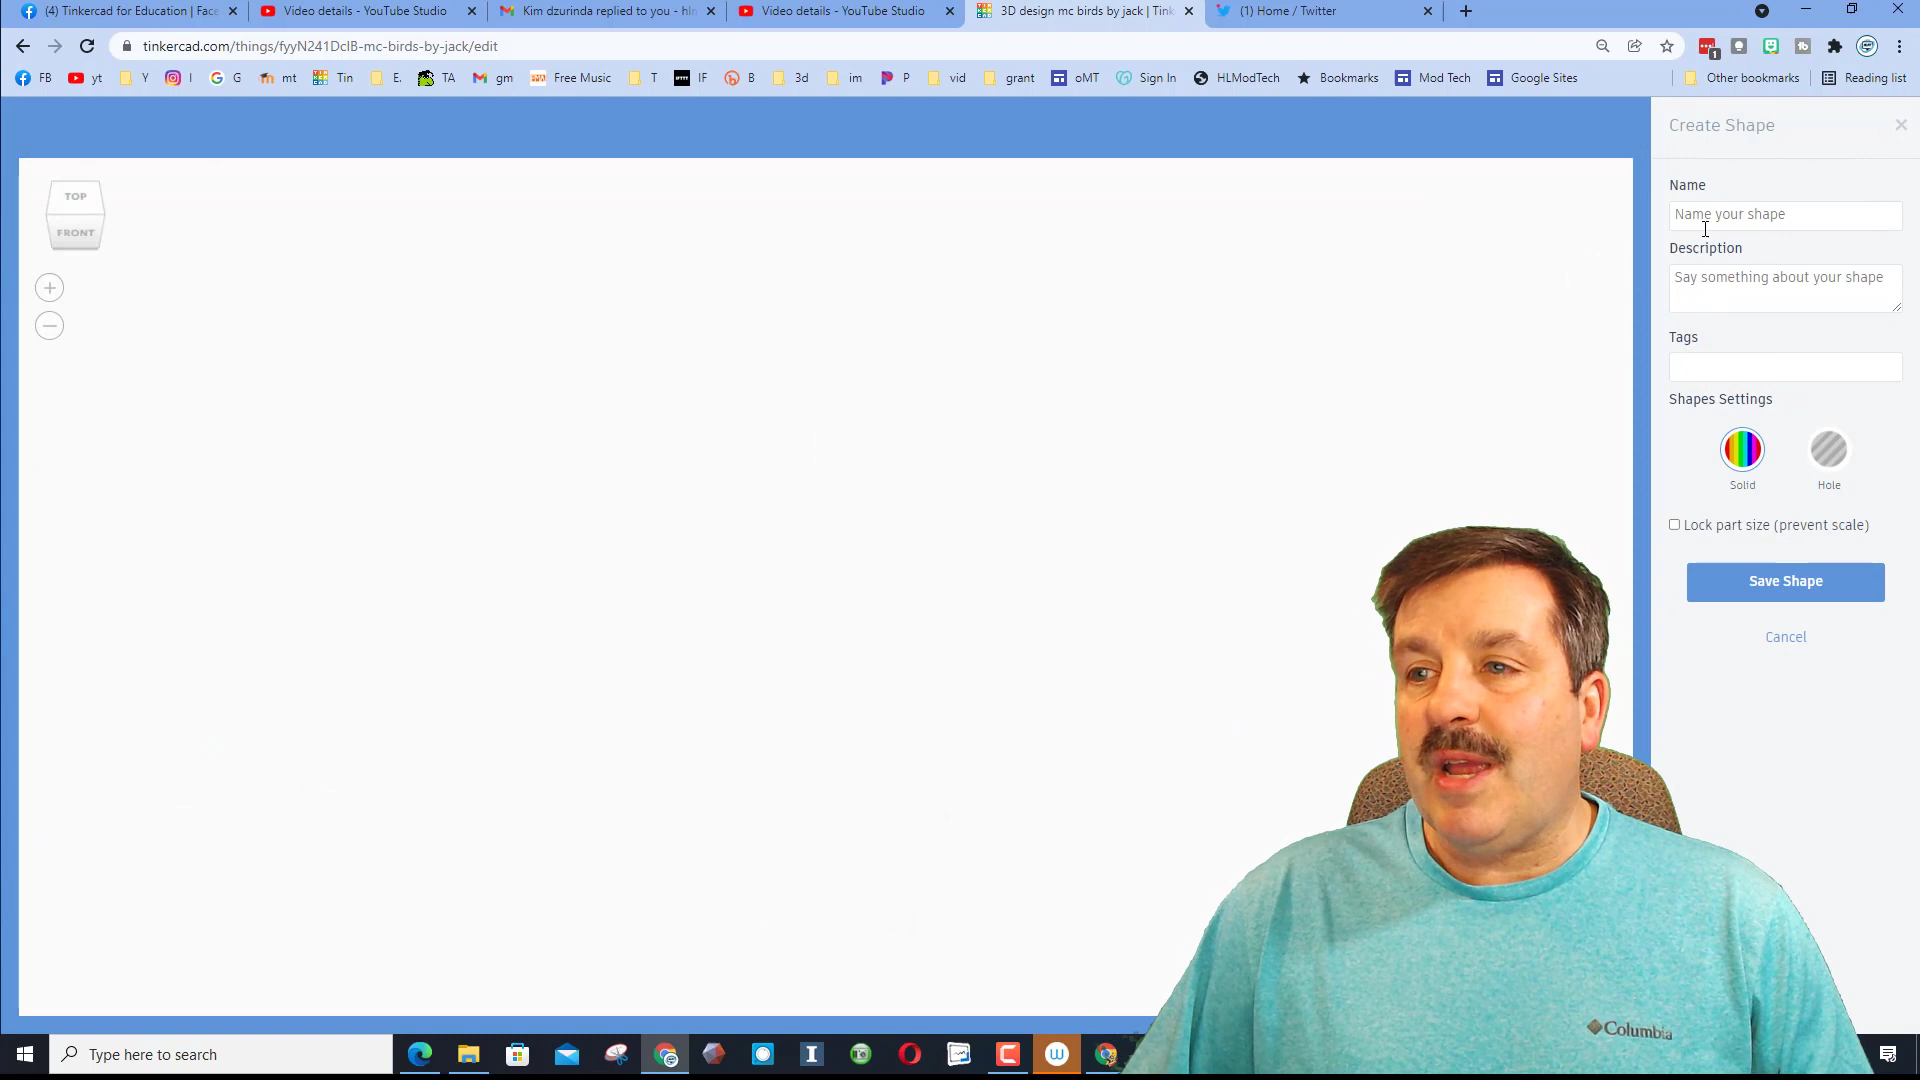 (4) Tinkercad for Education | Face
Video details - YouTube Studio
Kim dzurinda replied to you - hln
Video details - YouTube Studio
3D design mc birds by jack | Tink
(1) Home / Twitter
tinkercad.com/things/fyyN241DclB-mc-birds-by-jack/edit
1
FB
yt
Y
I
G
mt
Tin
E.
TA
gm
Free Music
T
IF
B
3d
im
P
vid
grant
oMT
Sign In
HLModTech
Bookmarks
Mod Tech
Google Sites
Other bookmarks
Reading list
Create Shape
TOP
FRONT
Name
Name your shape
Description
Say something about your shape
Tags
Shapes Settings
Solid
Hole
Lock part size (prevent scale)
Save Shape
Cancel
Columbia
Type here to search